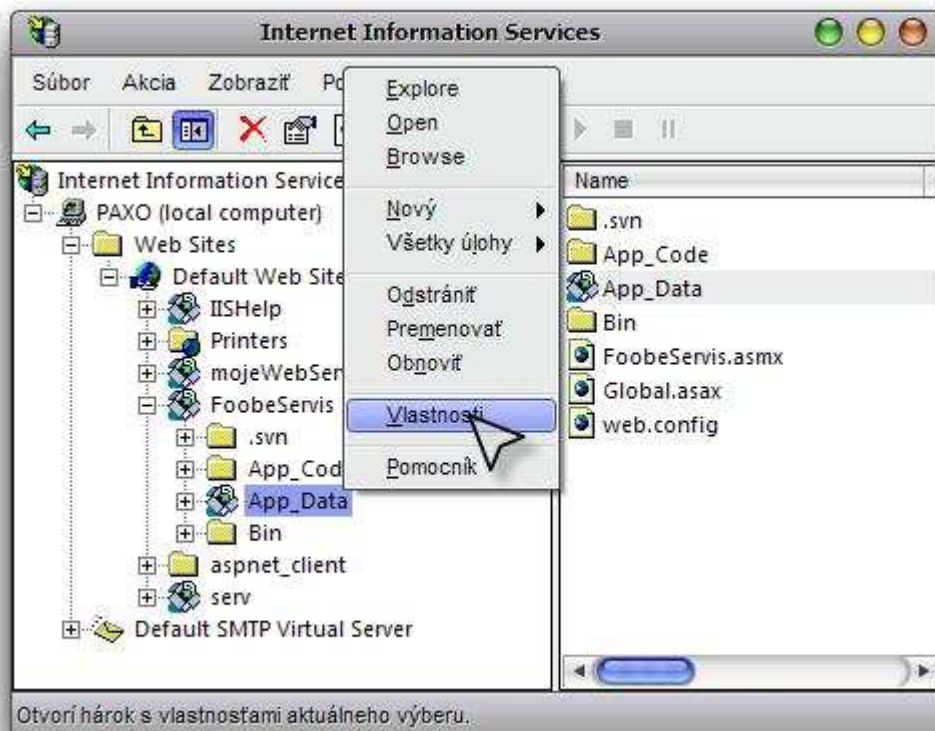 Internet Information Services
Súbor Akcia Zobraziť
Explore
Open
Browse
Nový
Všetky úlohy
Odstrániť
Premenovať
Obnoviť
Vlastnosti
Pomocník
Internet Information Service
PAXO (local computer)
Web Sites
Default Web Site
IISHelp
Printers
mojeWebSer
FoobeServis
.svn
App_Cod
App_Data
Bin
aspnet_client
serv
Default SMTP Virtual Server
Name
.svn
App_Code
App_Data
Bin
FoobeServis.asmx
Global.asax
web.config
Otvorí hárok s vlastnosťami aktuálneho výberu.